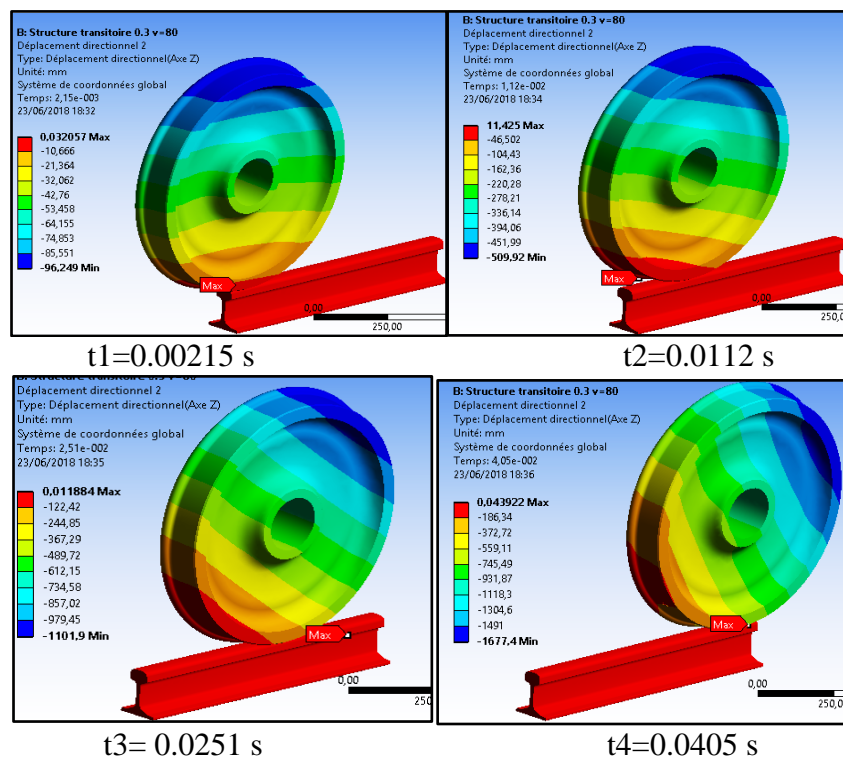 B: Structure transitoire 0.3 v=80
Déplacement directionnel 2
Type: Déplacement directionnel(Axe Z)
Unité: mm
Système de coordonnées global
Temps: 2,15e-003
23/06/2018 18:32
0,032057 Max
-10,666
-21,364
-32,062
-42,76
-53,458
-64,155
-74,853
-85,551
-96,249 Min
Max
0,00
250,00
B: Structure transitoire 0.3 v=80
Déplacement directionnel 2
Type: Déplacement directionnel(Axe Z)
Unité: mm
Système de coordonnées global
Temps: 1,12e-002
23/06/2018 18:34
11,425 Max
-46,502
-104,43
-162,36
-220,28
-278,21
-336,14
-394,06
-451,99
-509,92 Min
Max
0,00
250,00
t1=0.00215 s
t2=0.0112 s
B: Structure transitoire 0.3 v=80
Déplacement directionnel 2
Type: Déplacement directionnel(Axe Z)
Unité: mm
Système de coordonnées global
Temps: 2,51e-002
23/06/2018 18:35
0,011884 Max
-122,42
-244,85
-367,29
-489,72
-612,15
-734,58
-857,02
-979,45
-1101,9 Min
Max
0,00
B: Structure transitoire 0.3 v=80
Déplacement directionnel 2
Type: Déplacement directionnel(Axe Z)
Unité: mm
Système de coordonnées global
Temps: 4,05e-002
23/06/2018 18:36
0,043922 Max
-186,34
-372,72
-559,11
-745,49
-931,87
-1118,3
-1304,6
-1491
-1677,4 Min
Max
0,00
250,0
t3= 0.0251 s
t4=0.0405 s